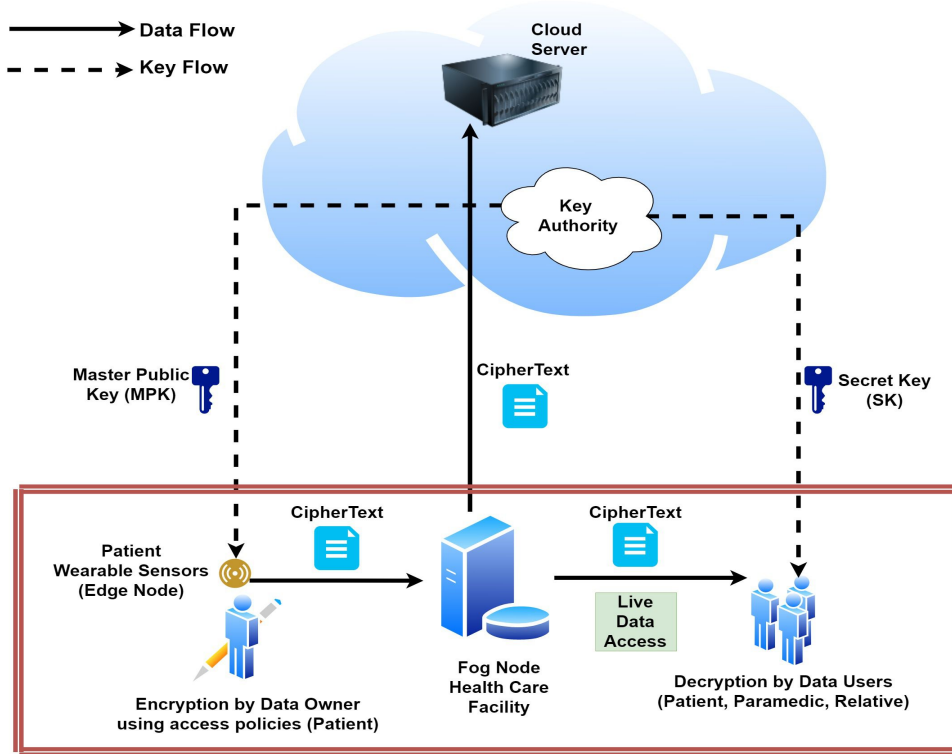 Data Flow
Key Flow
Cloud
Server
Key
Authority
Master Public
Key (MPK)
CipherText
Secret Key
(SK)
CipherText
CipherText
Patient
Wearable Sensors
(Edge Node)
Live
Data
Access
Fog Node
Health Care
Facility
Encryption by Data Owner
using access policies (Patient)
Decryption by Data Users
(Patient, Paramedic, Relative)